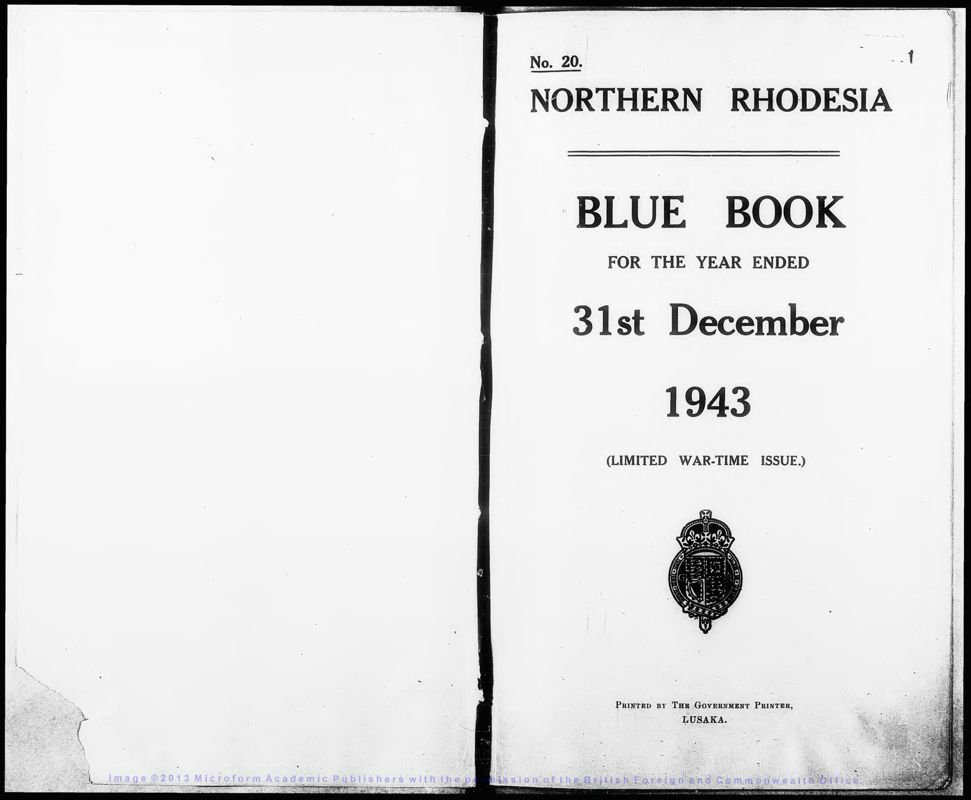 No. 20.
1
NORTHERN RHODESIA
BLUE BOOK
FOR THE YEAR ENDED
31st December
1943
(LIMITED WAR-TIME ISSUE.)
PRINTED BY THE GOVERNMENT PRINTER,
LUSAKA.
Image ©2013 Microform Academic Publishers with the permission of the British Foreign and Commonwealth Office